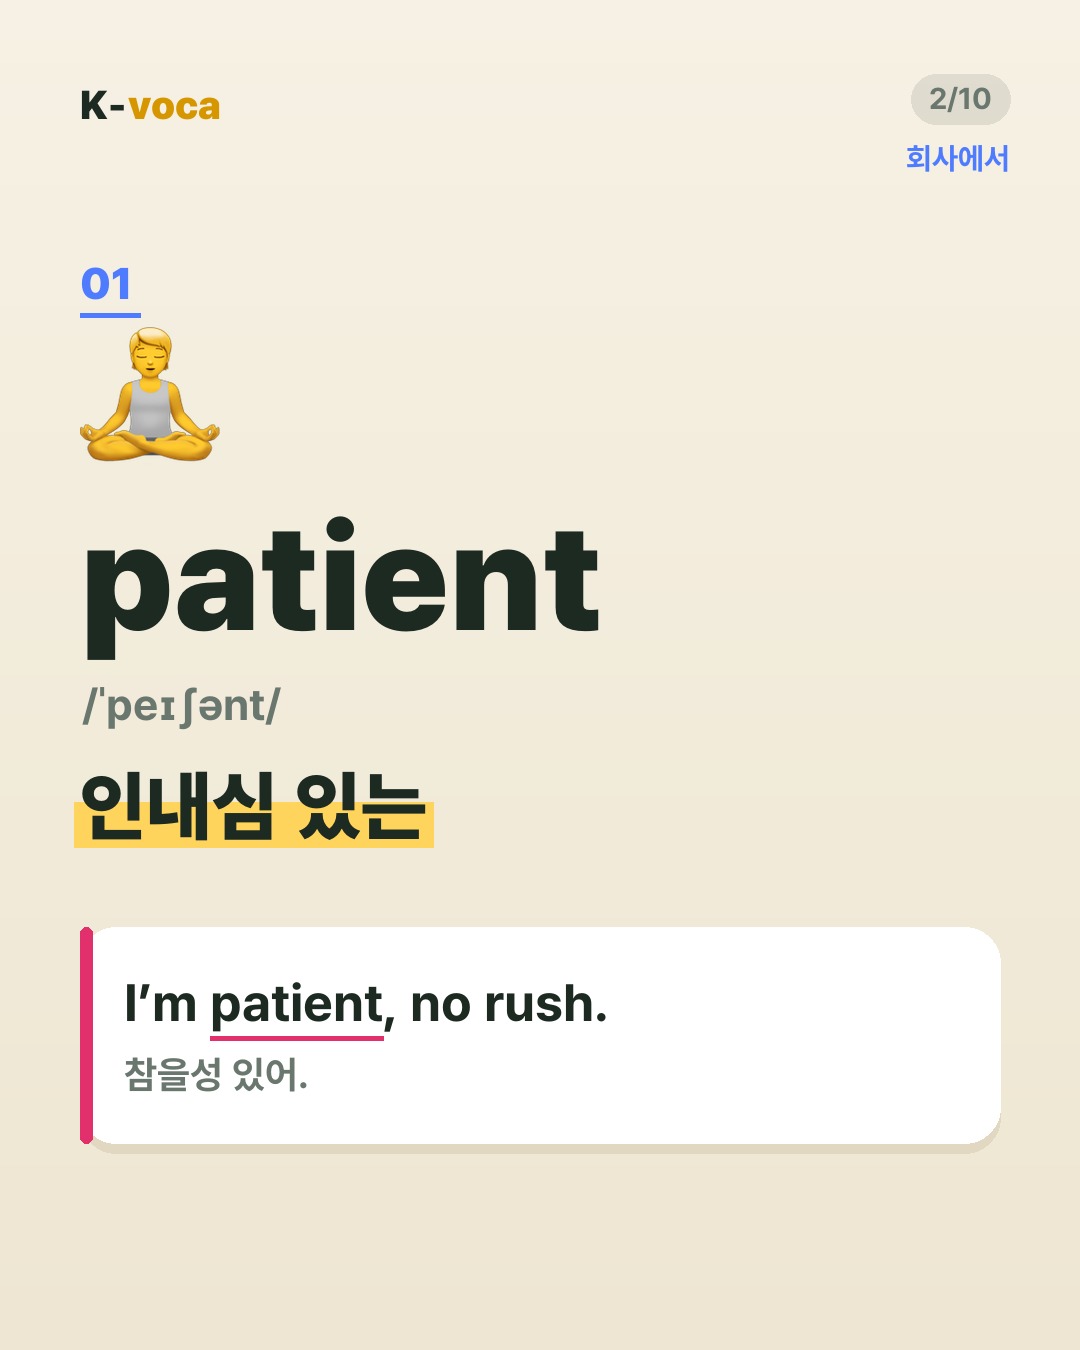 K-voca
2/10
회사에서
01
patient
/ˈpeɪʃənt/
인내심 있는
I’m patient, no rush.
참을성 있어.